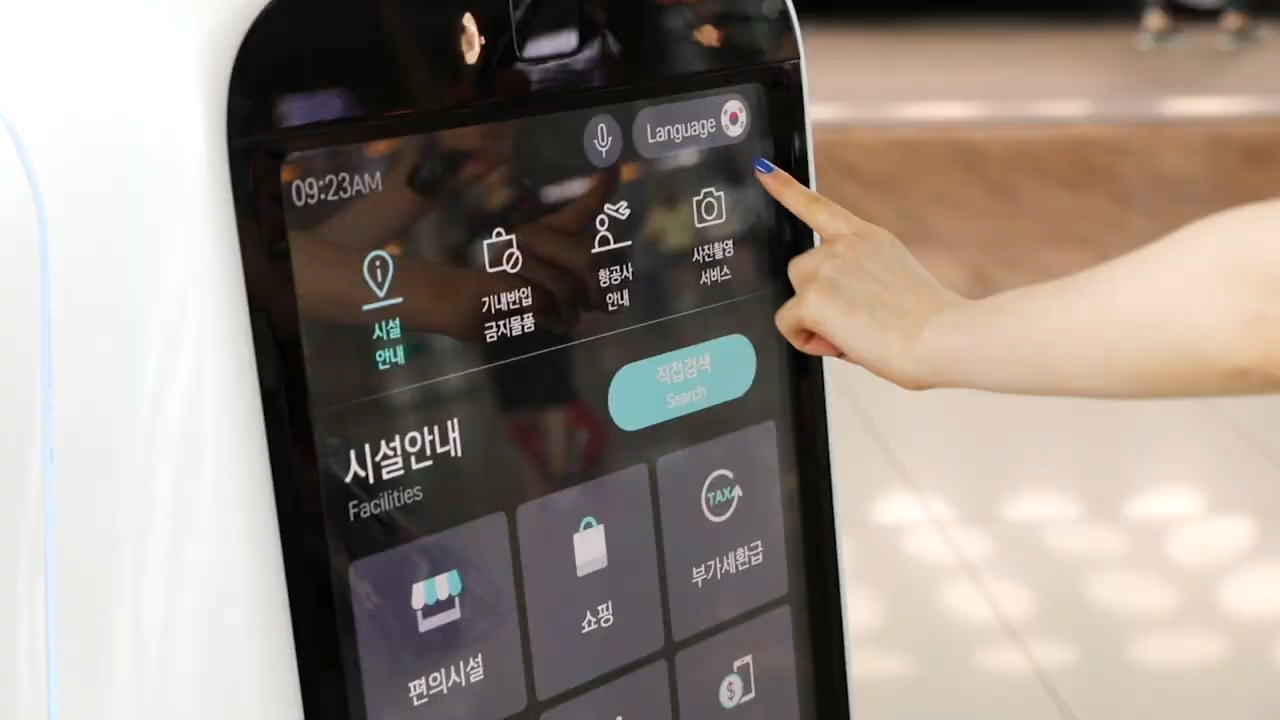 09:23AM
Language
시설
안내
기내반입
금지물품
항공사
안내
사진촬영
서비스
직접검색
Search
시설안내
Facilities
편의시설
쇼핑
TAX
부가세환급
$